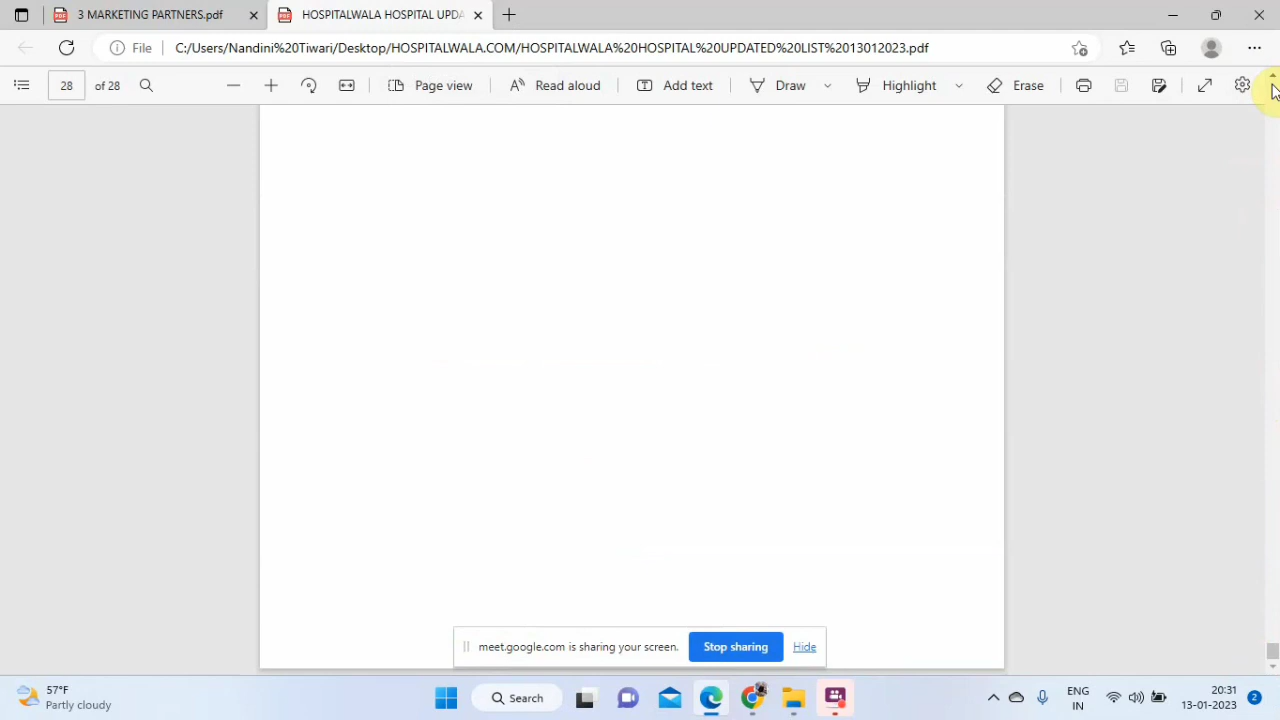 3 MARKETING PARTNERS.pdf
HOSPITALWALA HOSPITAL UPDA
File C:/Users/Nandini%20Tiwari/Desktop/HOSPITALWALA.COM/HOSPITALWALA%20HOSPITAL%20UPDATED%20LIST%2013012023.pdf
28 of 28 Page view Read aloud Add text Draw Highlight Erase
meet.google.com is sharing your screen. Stop sharing Hide
57°F
Partly cloudy
Search
ENG
IN
20:31
13-01-2023
2